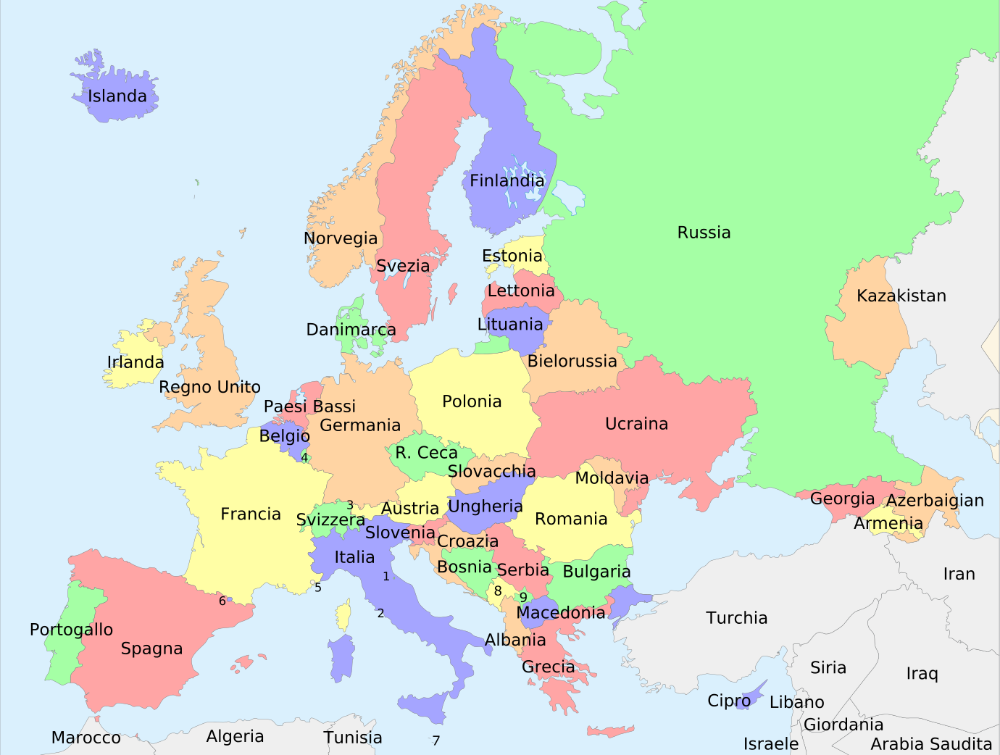 Islanda
Finlandia
Russia
Norvegia
Estonia
Svezia
Lettonia
Kazakistan
Lituania
Danimarca
Irlanda
Bielorussia
Regno Unito
Polonia
Paesi Bassi
Germania
Ucraina
Belgio
R. Ceca
4
Slovacchia
Moldavia
Georgia
Azerbaigian
3
Ungheria
Austria
Francia
Svizzera
Romania
Armenia
Slovenia
Croazia
Italia
Bosnia
Serbia
Bulgaria
Iran
1
5
8
9
6
2
Macedonia
Turchia
Portogallo
Spagna
Albania
Grecia
Siria
Iraq
Cipro
Libano
Giordania
Marocco
Algeria
Tunisia
7
Israele
Arabia Saudita